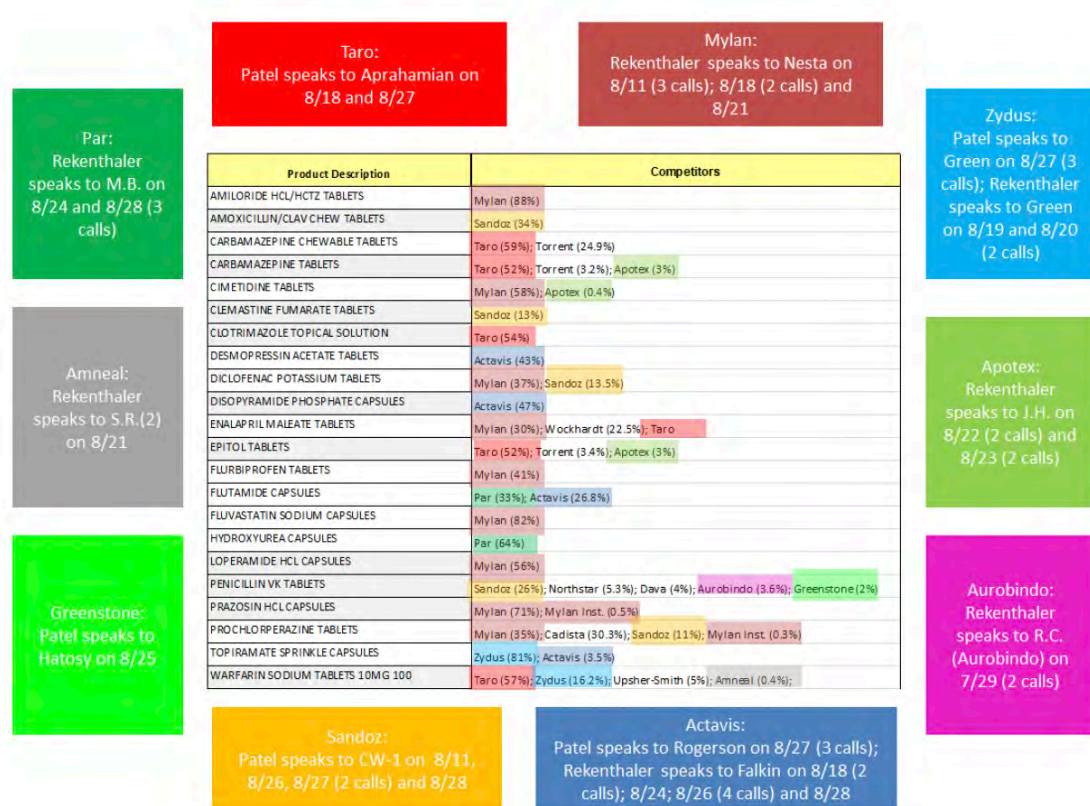 Taro:
Patel speaks to Aprahamian on
8/18 and 8/27
Mylan:
Rekenthaler speaks to Nesta on
8/11 (3 calls); 8/18 (2 calls) and
8/21
Par:
Rekenthaler
speaks to M.B. on
8/24 and 8/28 (3
calls)
Zydus:
Patel speaks to
Green on 8/27 (3
calls); Rekenthaler
speaks to Green
on 8/19 and 8/20
(2 calls)
Amneal:
Rekenthaler
speaks to S.R.(2)
on 8/21
Apotex:
Rekenthaler
speaks to J.H. on
8/22 (2 calls) and
8/23 (2 calls)
Greenstone:
Patel speaks to
Hatosy on 8/25
Aurobindo:
Rekenthaler
speaks to R.C.
(Aurobindo) on
7/29 (2 calls)
Product Description Competitors
AMILORIDE HCL/HCTZ TABLETS Mylan (88%)
AMOXICILLIN/CLAV CHEW TABLETS Sandoz (34%)
CARBAMAZEPINE CHEWABLE TABLETS Taro (59%); Torrent (24.9%)
CARBAMAZEPINE TABLETS Taro (52%); Torrent (3.2%); Apotex (3%)
CIMETIDINE TABLETS Mylan (58%); Apotex (0.4%)
CLEMASTINE FUMARATE TABLETS Sandoz (13%)
CLOTRIMAZOLE TOPICAL SOLUTION Taro (54%)
DESMOPRESSIN ACETATE TABLETS Actavis (43%)
DICLOFENAC POTASSIUM TABLETS Mylan (37%); Sandoz (13.5%)
DISOPYRAMIDE PHOSPHATE CAPSULES Actavis (47%)
ENALAPRIL MALEATE TABLETS Mylan (30%); Wockhardt (22.5%); Taro
EPITOL TABLETS Taro (52%); Torrent (3.4%); Apotex (3%)
FLURBIPROFEN TABLETS Mylan (41%)
FLUTAMIDE CAPSULES Par (33%); Actavis (26.8%)
FLUVASTATIN SODIUM CAPSULES Mylan (82%)
HYDROXYUREA CAPSULES Par (64%)
LOPERAMIDE HCL CAPSULES Mylan (56%)
PENICILLIN VK TABLETS Sandoz (26%); Northstar (5.3%); Dava (4%); Aurobindo (3.6%); Greenstone (2%)
PRAZOSIN HCL CAPSULES Mylan (71%); Mylan Inst. (0.5%)
PROCHLORPERAZINE TABLETS Mylan (35%); Cadista (30.3%); Sandoz (11%); Mylan Inst. (0.3%)
TOPIRAMATE SPRINKLE CAPSULES Zydus (81%); Actavis (3.5%)
WARFARIN SODIUM TABLETS 10MG 100 Taro (57%); Zydus (16.2%); Upsher-Smith (5%); Amneal (0.4%);
Sandoz:
Patel speaks to CW-1 on 8/11,
8/26, 8/27 (2 calls) and 8/28
Actavis:
Patel speaks to Rogerson on 8/27 (3 calls);
Rekenthaler speaks to Falkin on 8/18 (2
calls); 8/24; 8/26 (4 calls) and 8/28